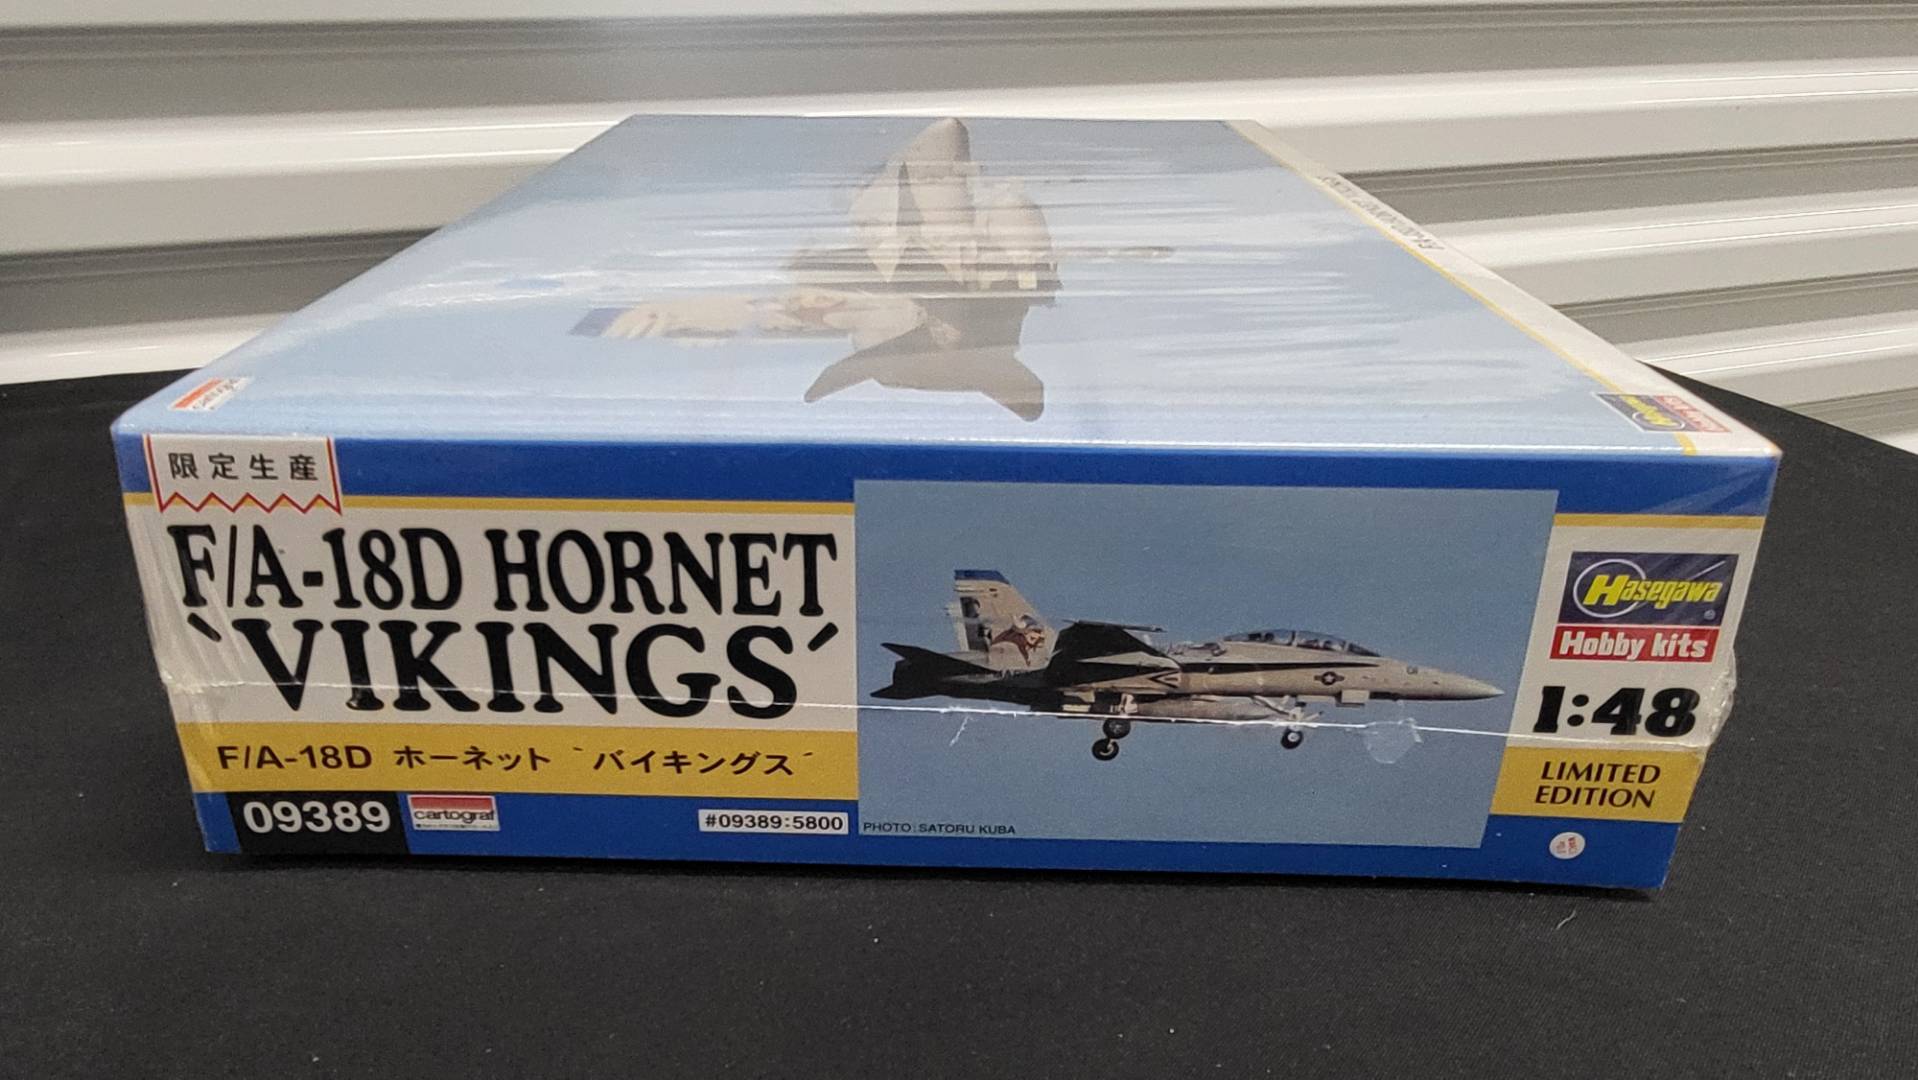 限定生産
F/A-18D HORNET
`VIKINGS´
F/A-18D ホーネット `バイキングス´
09389
cartograf
#09389:5800
PHOTO: SATORU KUBA
Hasegawa
Hobby kits
1:48
LIMITED
EDITION